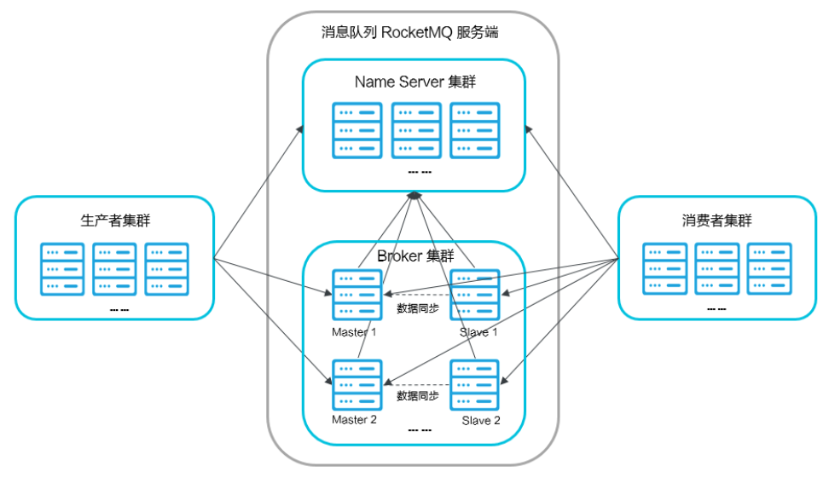 消息队列 RocketMQ 服务端
Name Server 集群
... ...
生产者集群
... ...
消费者集群
... ...
Broker 集群
数据同步
Master 1
Slave 1
数据同步
Master 2
Slave 2
... ...